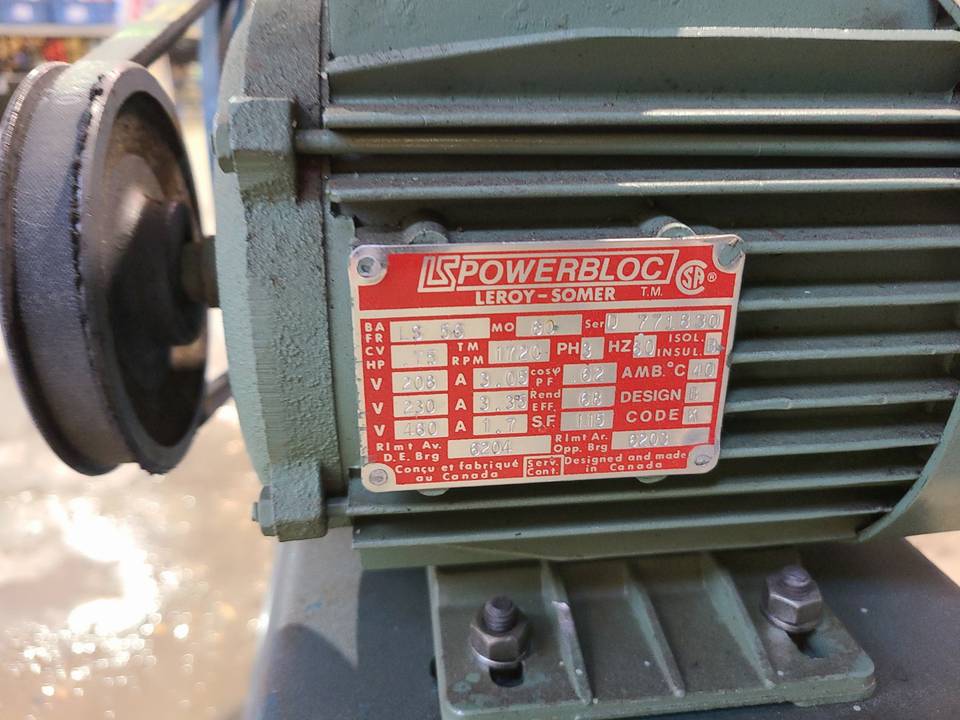 LS POWERBLOC SA ®
LEROY-SOMER T.M.
BA FR LS 56 MO 80 Ser U 771830
CV HP .75 TM RPM 1720 PH 3 HZ 60 ISOL. INSUL. B
V 208 A 3.05 cosφ PF 62 AMB.°C 40
V 230 A 3.35 Rend EFF. 68 DESIGN
V 460 A 1.7 S.F. 115 CODE K
Rlmt Av. D.E. Brg 6204 Rlmt Ar. Opp. Brg 6203
Conçu et fabriqué au Canada Serv. Cont. Designed and made in Canada